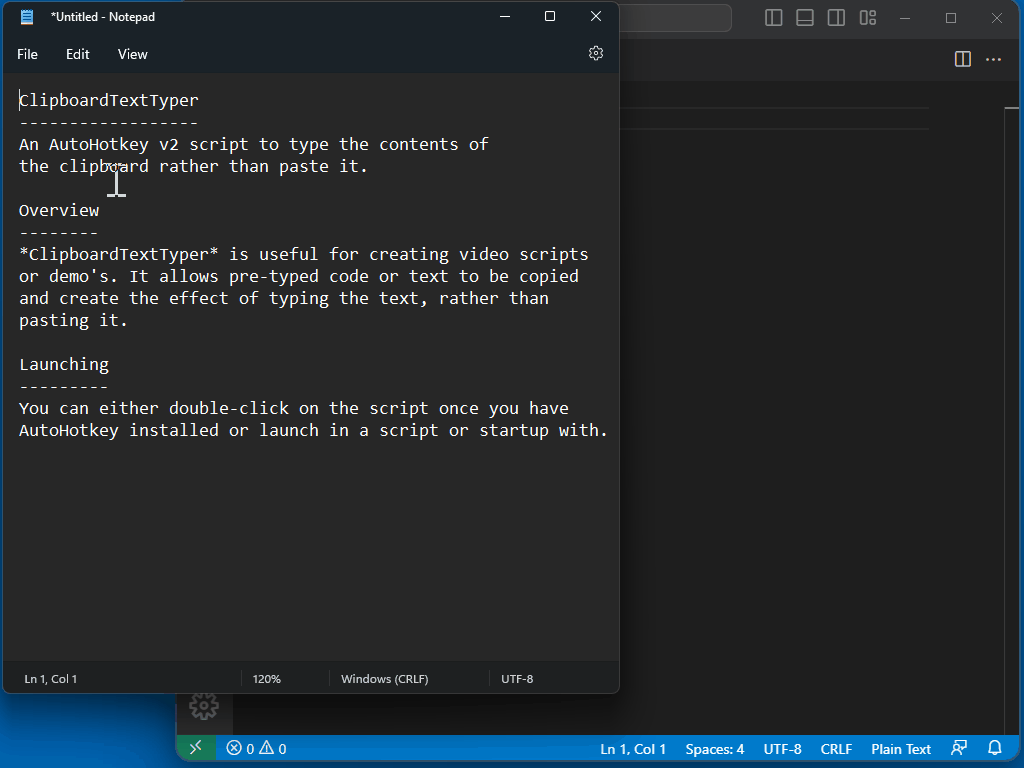 *Untitled - Notepad
File Edit View
ClipboardTextTyper
------------------
An AutoHotkey v2 script to type the contents of
the clipboard rather than paste it.
Overview
--------
*ClipboardTextTyper* is useful for creating video scripts
or demo's. It allows pre-typed code or text to be copied
and create the effect of typing the text, rather than
pasting it.
Launching
---------
You can either double-click on the script once you have
AutoHotkey installed or launch in a script or startup with.
Ln 1, Col 1 120% Windows (CRLF) UTF-8
0 0 Ln 1, Col 1 Spaces: 4 UTF-8 CRLF Plain Text